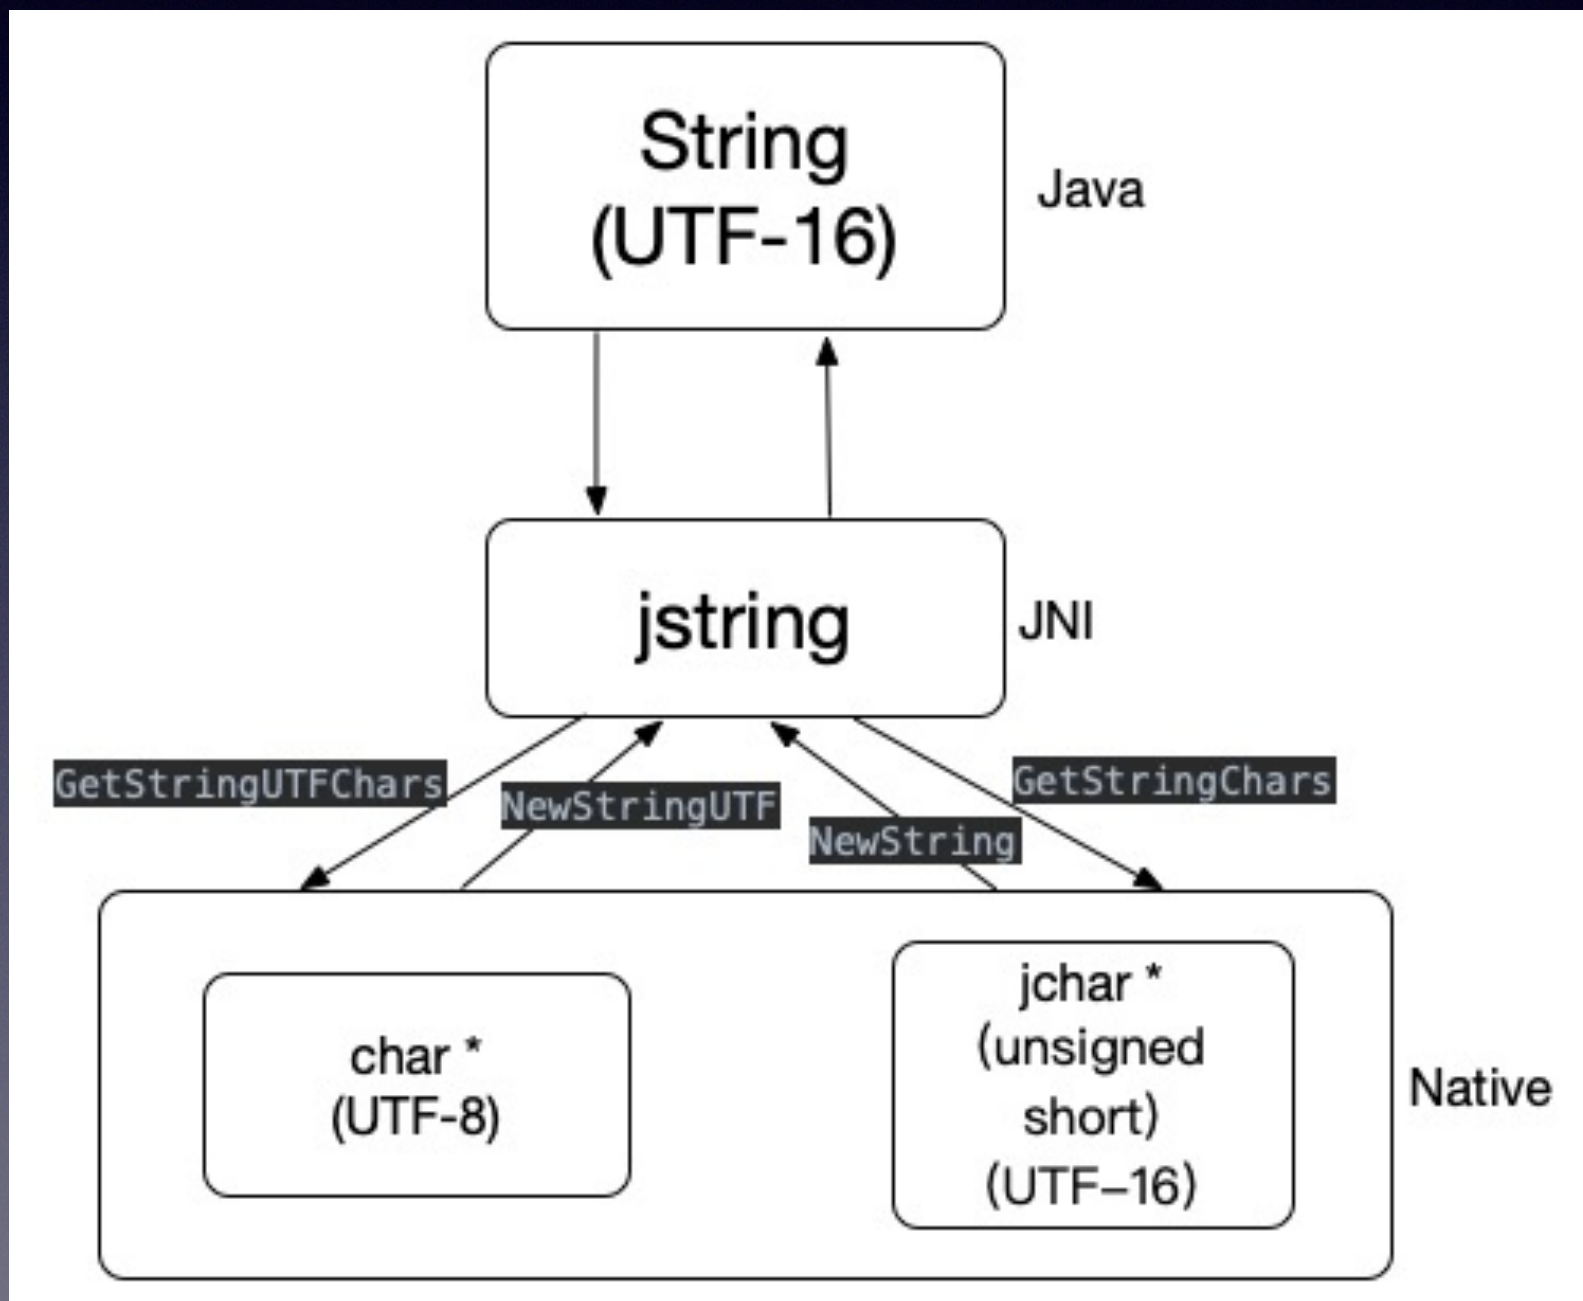 String
(UTF-16)
Java
jstring
JNI
GetStringUTFChars
NewStringUTF
NewString
GetStringChars
char *
(UTF-8)
jchar *
(unsigned
short)
(UTF–16)
Native